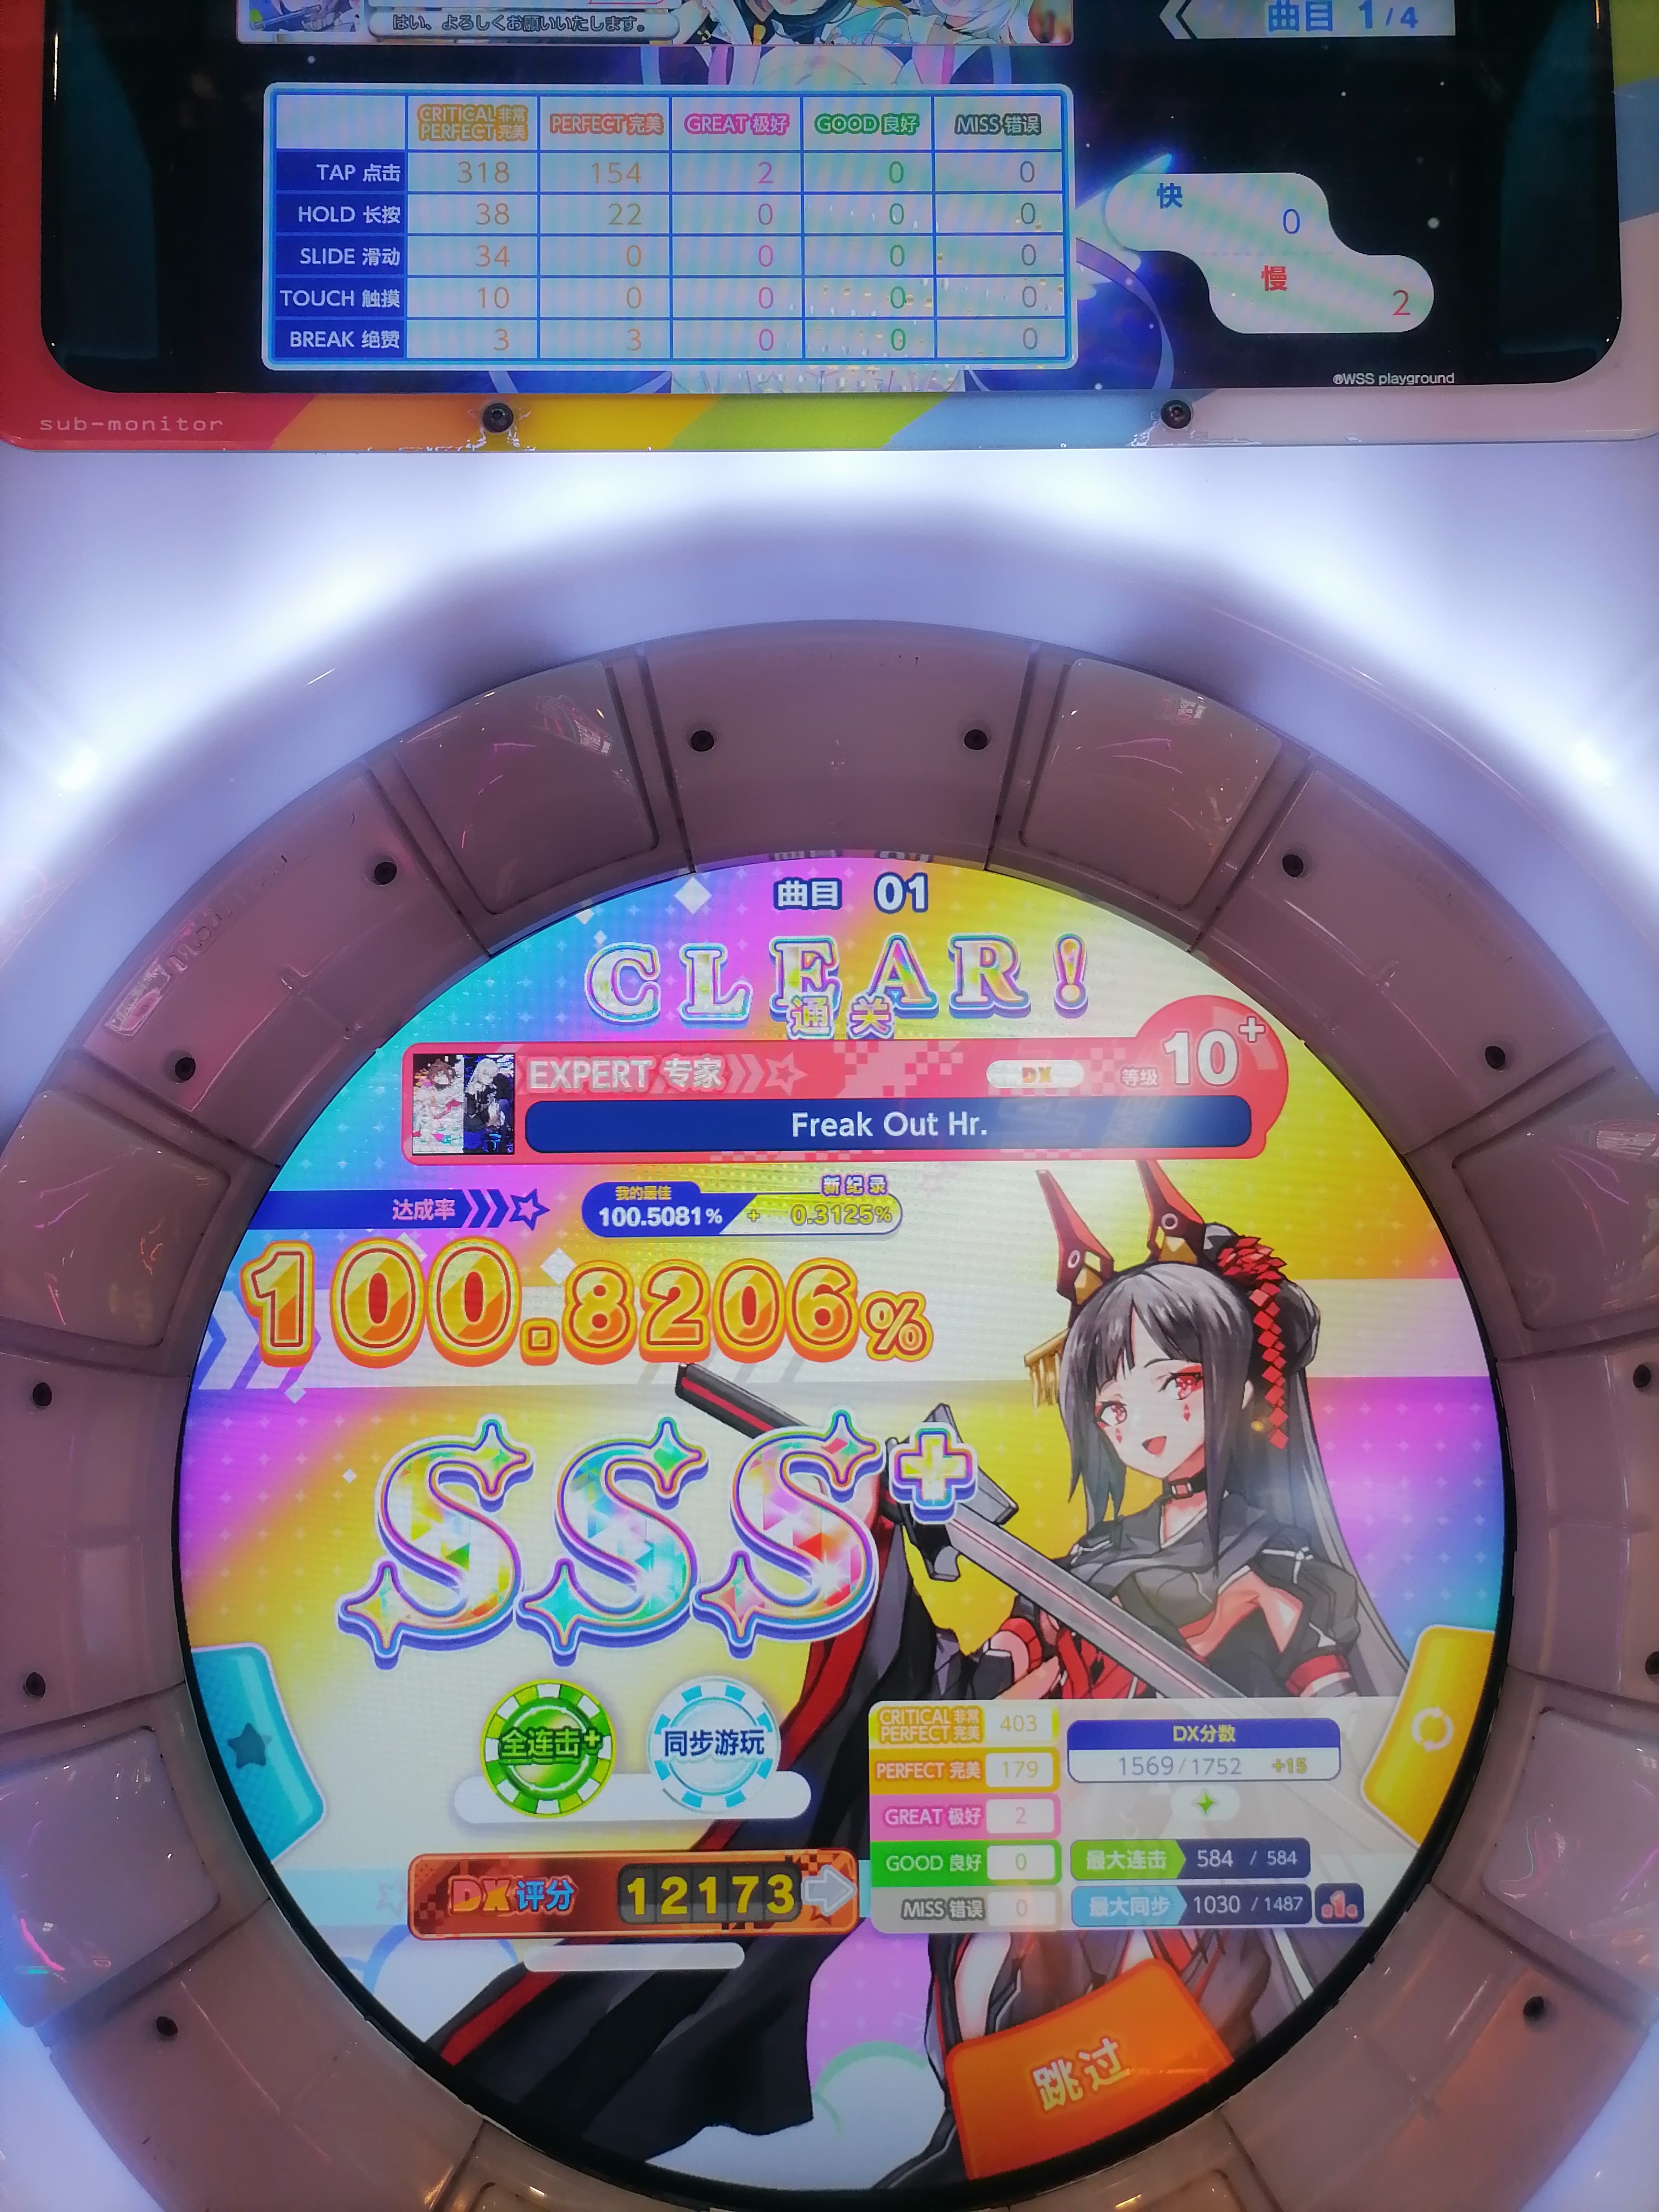 はい、よろしくお願いいたします。
曲目 1/4
CRITICAL 非常
PERFECT 完美
PERFECT 完美
GREAT 极好
GOOD 良好
MISS 错误
TAP 点击 318 154 2 0 0
HOLD 长按 38 22 0 0 0
SLIDE 滑动 34 0 0 0 0
TOUCH 触摸 10 0 0 0 0
BREAK 绝赞 3 3 0 0 0
快 0
慢 2
©WSS playground
sub-monitor
曲目 01
CLEAR!
通关
EXPERT 专家
DX
等级 10+
Freak Out Hr.
达成率
我的最佳
新纪录
100.5081% + 0.3125%
100.8206%
SSS+
全连击+
同步游玩
CRITICAL 非常
PERFECT 完美 403
PERFECT 完美 179
GREAT 极好 2
GOOD 良好 0
MISS 错误 0
DX分数
1569/1752 +15
最大连击 584 / 584
最大同步 1030 / 1487
1
DX评分 12173
跳过